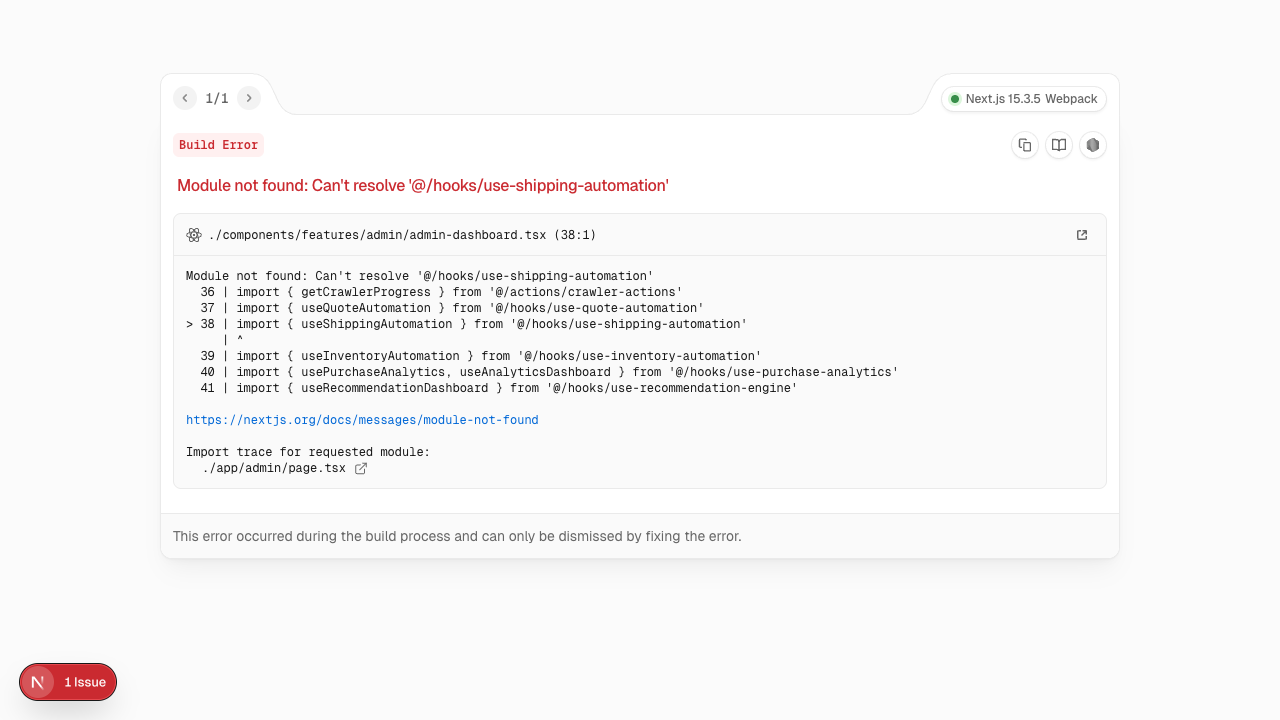 1/1
Next.js 15.3.5 Webpack
Build Error
Module not found: Can't resolve '@/hooks/use-shipping-automation'
./components/features/admin/admin-dashboard.tsx (38:1)
Module not found: Can't resolve '@/hooks/use-shipping-automation'
  36 | import { getCrawlerProgress } from '@/actions/crawler-actions'
  37 | import { useQuoteAutomation } from '@/hooks/use-quote-automation'
> 38 | import { useShippingAutomation } from '@/hooks/use-shipping-automation'
     | ^
  39 | import { useInventoryAutomation } from '@/hooks/use-inventory-automation'
  40 | import { usePurchaseAnalytics, useAnalyticsDashboard } from '@/hooks/use-purchase-analytics'
  41 | import { useRecommendationDashboard } from '@/hooks/use-recommendation-engine'
https://nextjs.org/docs/messages/module-not-found
Import trace for requested module:
./app/admin/page.tsx
This error occurred during the build process and can only be dismissed by fixing the error.
N 1 Issue